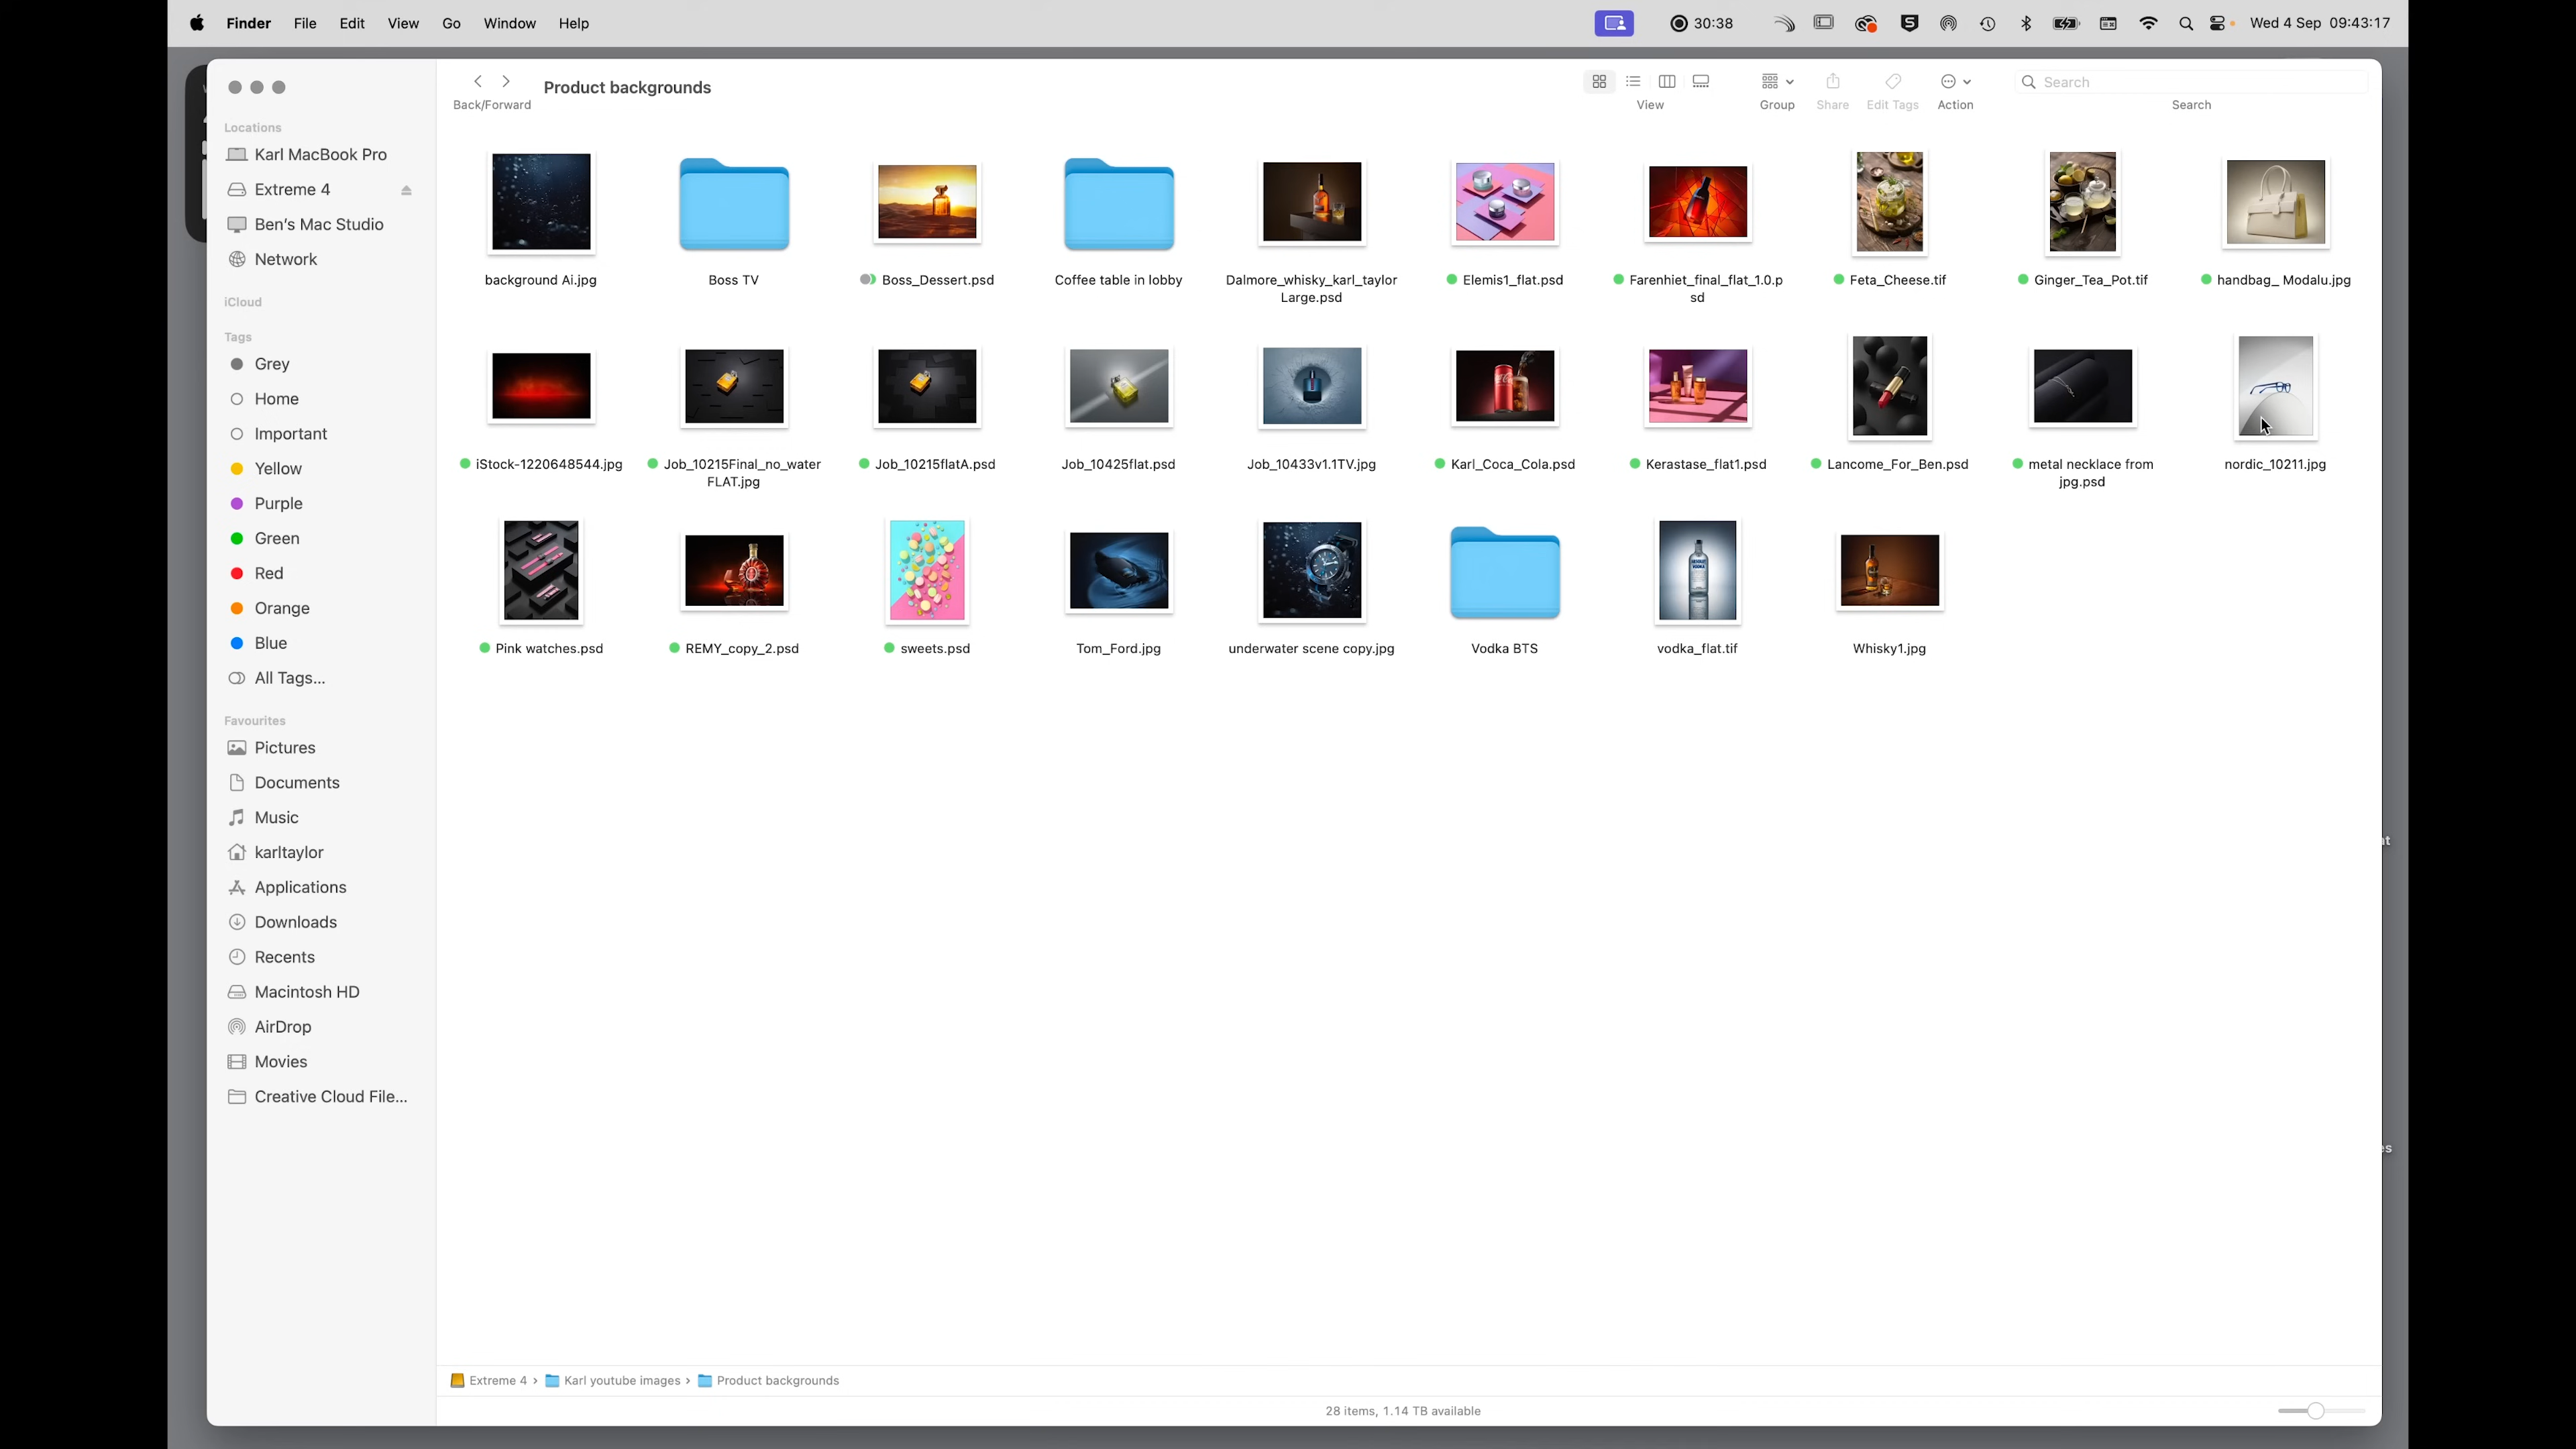 Finder File Edit View Go Window Help 30:38 Wed 4 Sep 09:43:17
Product backgrounds
Back/Forward View Group Share Edit Tags Action Search
Search
Locations
Karl MacBook Pro
Extreme 4
Ben's Mac Studio
Network
iCloud
Tags
Grey
Home
Important
Yellow
Purple
Green
Red
Orange
Blue
All Tags...
Favourites
Pictures
Documents
Music
karltaylor
Applications
Downloads
Recents
Macintosh HD
AirDrop
Movies
Creative Cloud File...
background Ai.jpg
Boss TV
Boss_Dessert.psd
Coffee table in lobby
Dalmore_whisky_karl_taylor
Large.psd
Elemis1_flat.psd
Farenhiet_final_flat_1.0.p
sd
Feta_Cheese.tif
Ginger_Tea_Pot.tif
handbag_ Modalu.jpg
iStock-1220648544.jpg
Job_10215Final_no_water
FLAT.jpg
Job_10215flatA.psd
Job_10425flat.psd
Job_10433v1.1TV.jpg
Karl_Coca_Cola.psd
Kerastase_flat1.psd
Lancome_For_Ben.psd
metal necklace from
jpg.psd
nordic_10211.jpg
Pink watches.psd
REMY_copy_2.psd
sweets.psd
Tom_Ford.jpg
underwater scene copy.jpg
Vodka BTS
vodka_flat.tif
Whisky1.jpg
Extreme 4 › Karl youtube images › Product backgrounds
28 items, 1.14 TB available